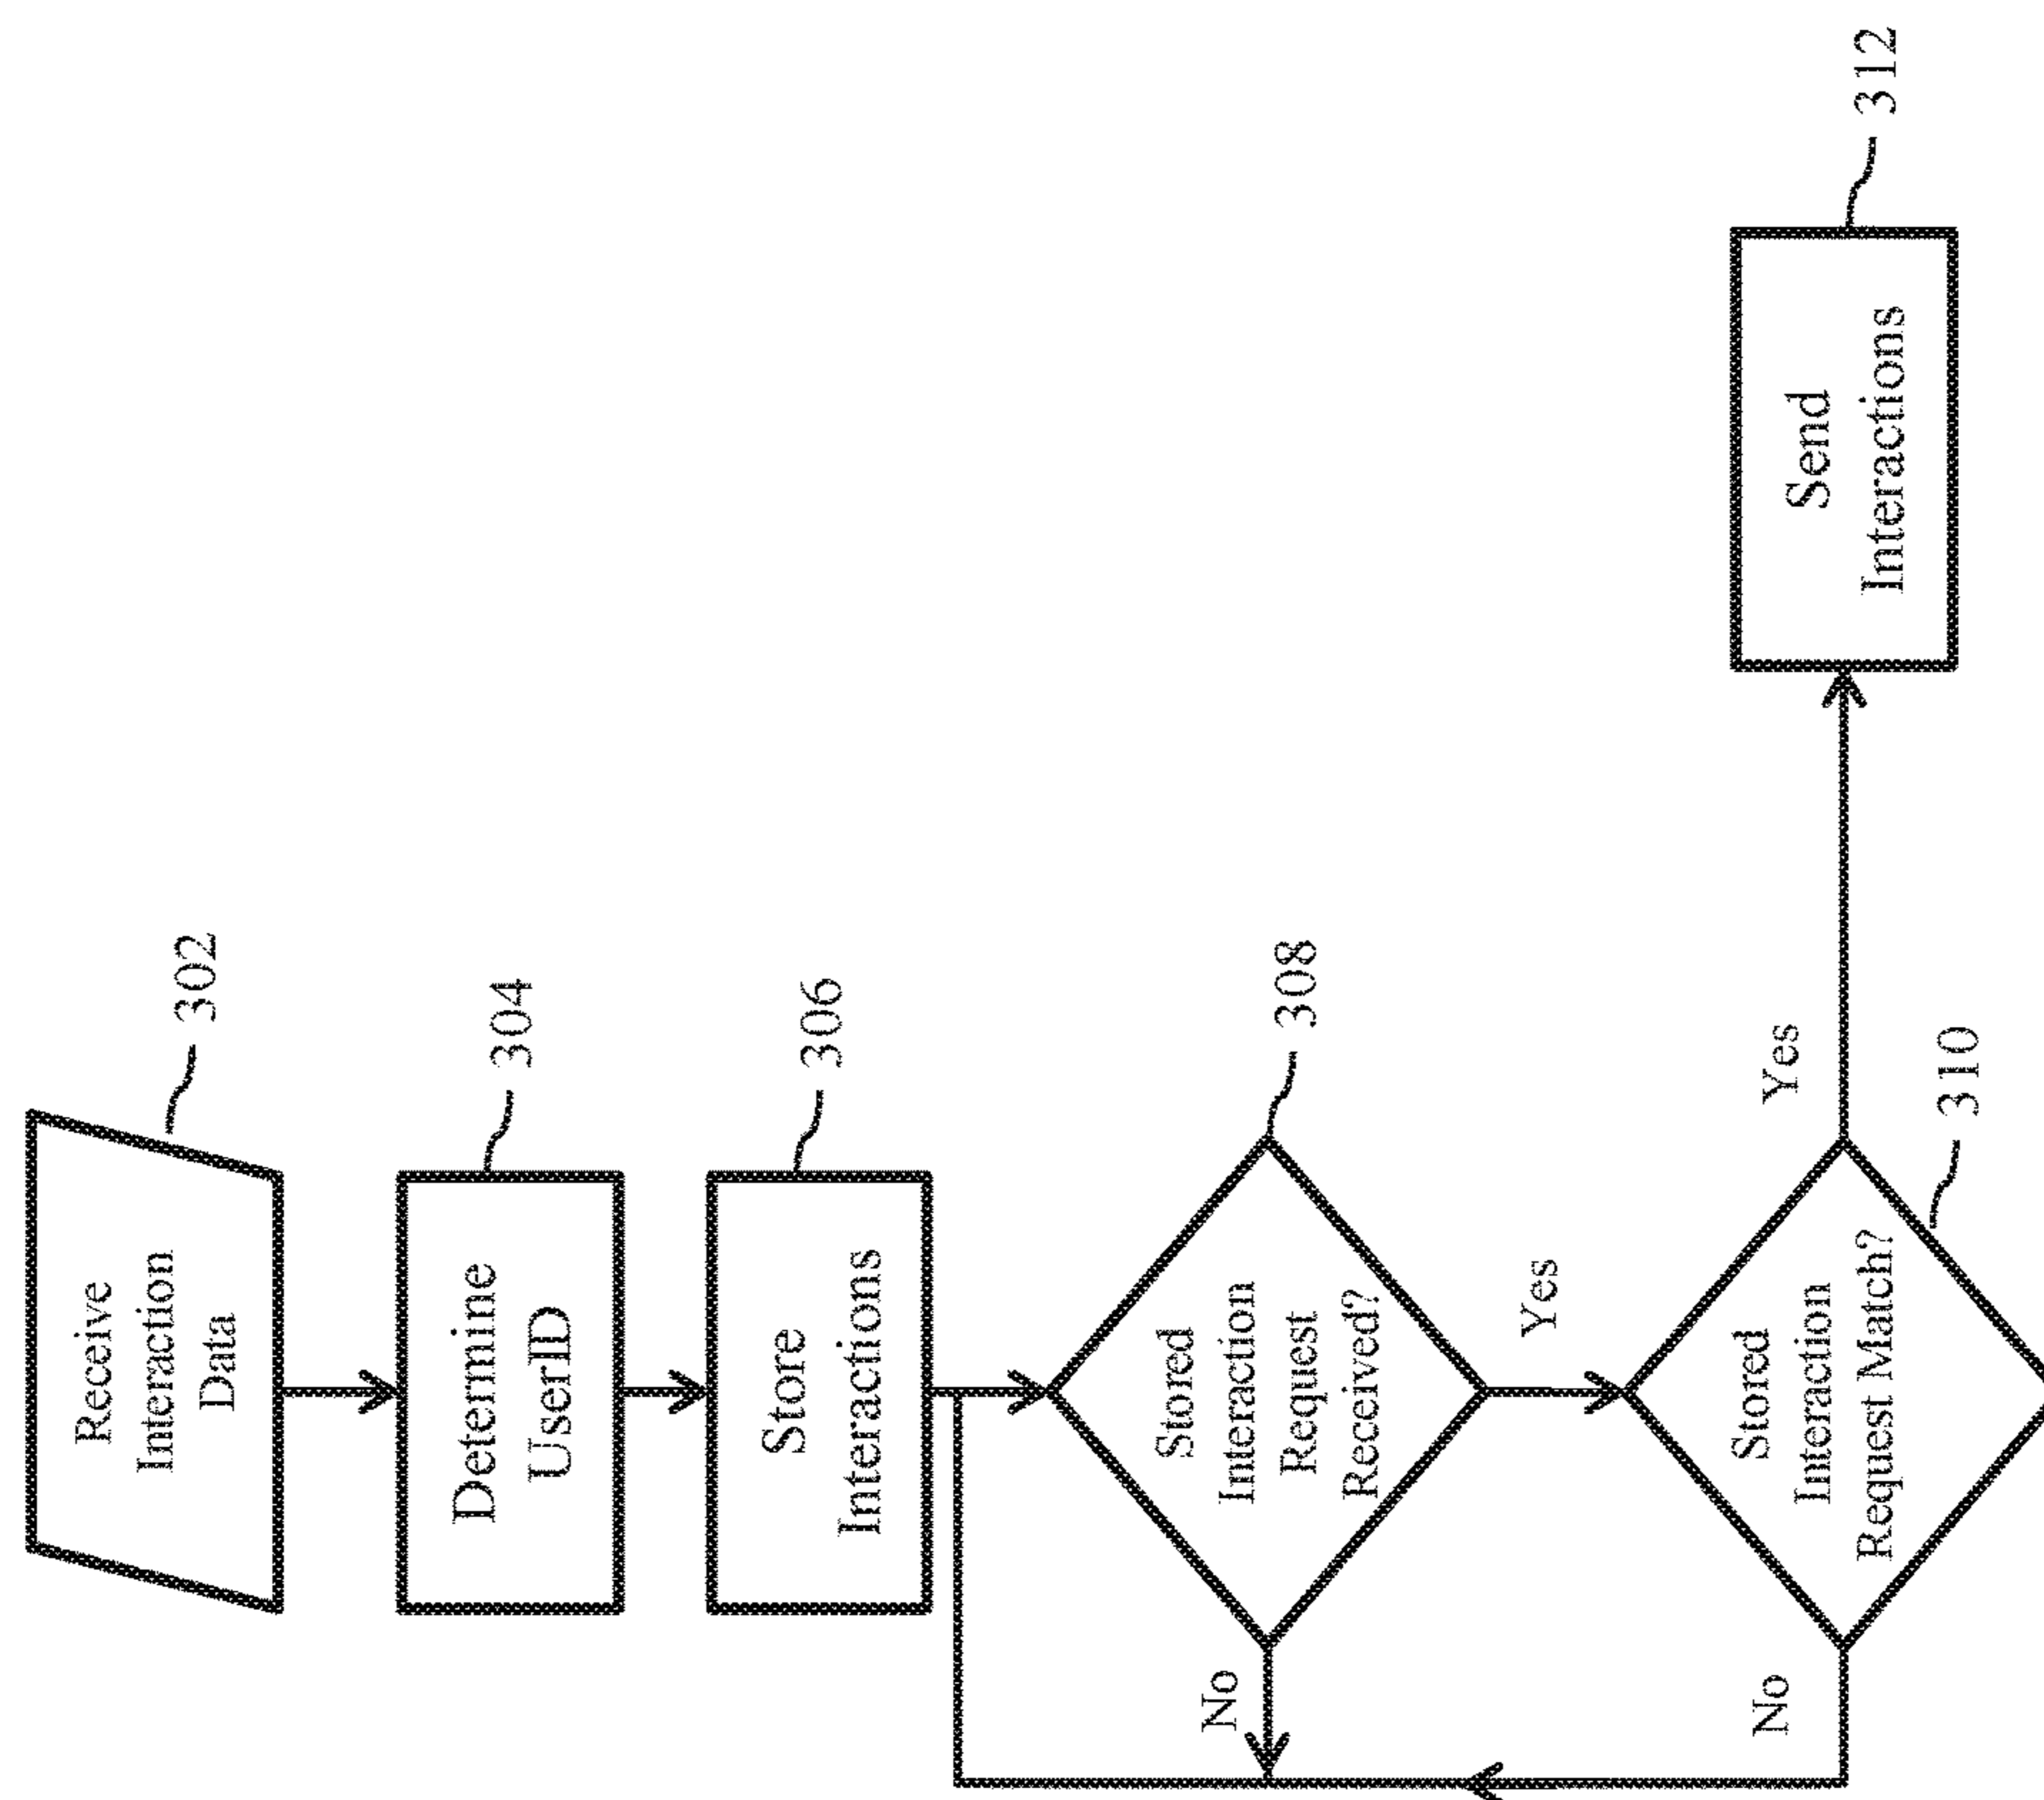 Receive
Interaction
Data
302
Determine
UserID
304
Store
Interactions
306
Stored
Interaction
Request
Received?
308
No
Yes
Stored
Interaction
Request Match?
310
No
Yes
Send
Interactions
312